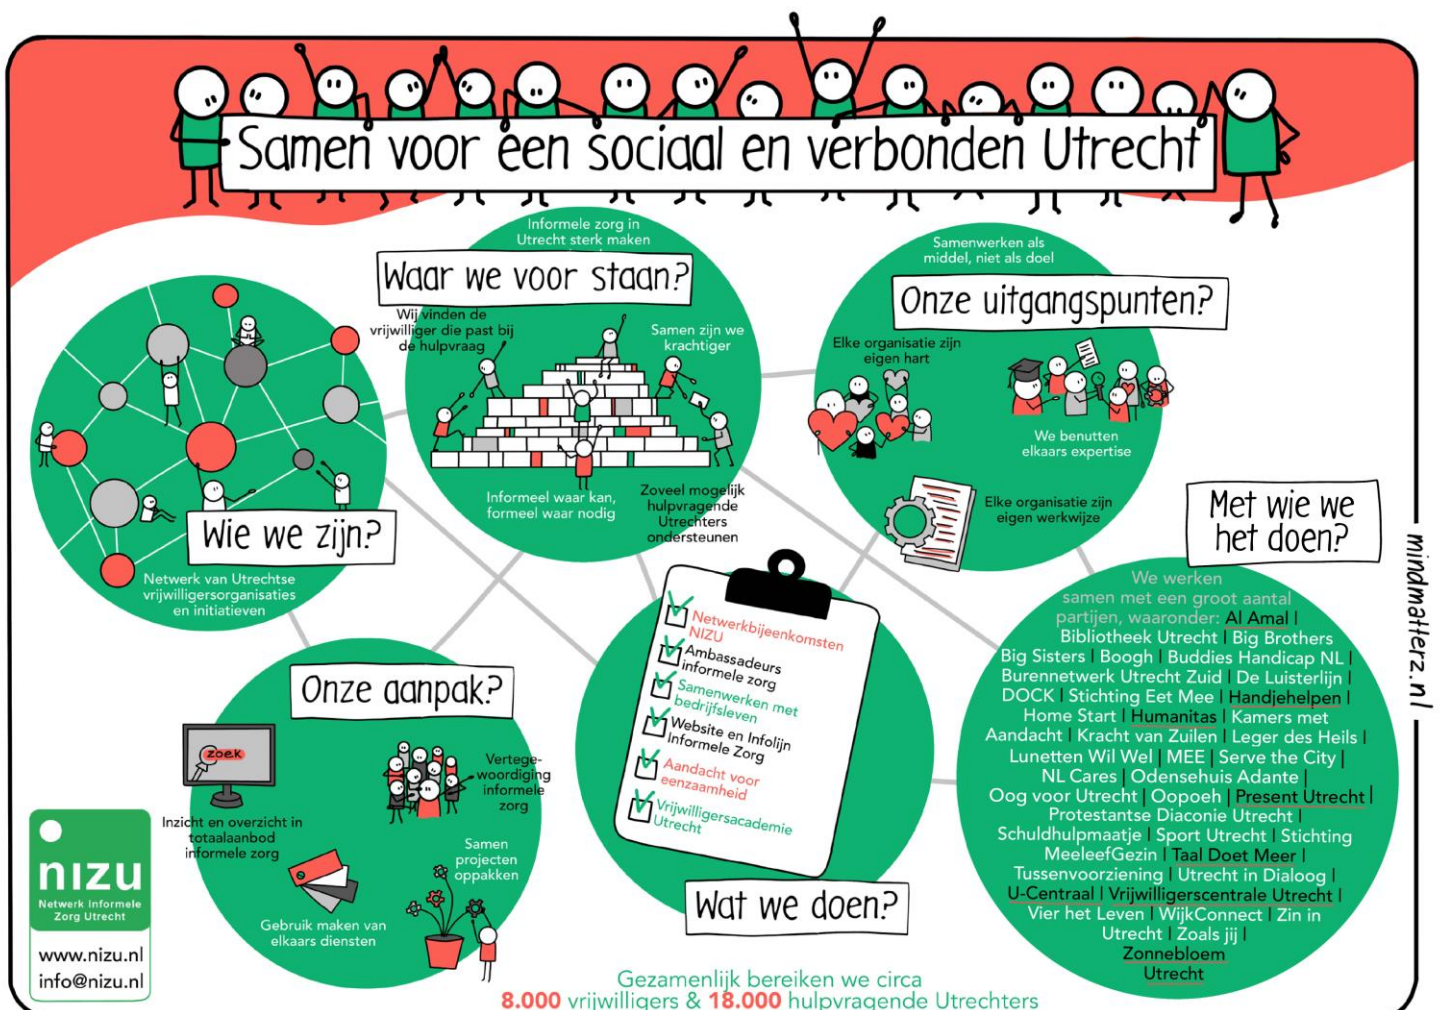 Samen voor een sociaal en verbonden Utrecht
Informele zorg in
Utrecht sterk maken
Waar we voor staan?
Wij vinden de
vrijwilliger die past bij
de hulpvraag
Samen zijn we
krachtiger
Informeel waar kan,
formeel waar nodig
Zoveel mogelijk
hulpvragende
Utrechters
ondersteunen
Samenwerken als
middel, niet als doel
Onze uitgangspunten?
Elke organisatie zijn
eigen hart
We benutten
elkaars expertise
Elke organisatie zijn
eigen werkwijze
Wie we zijn?
Netwerk van Utrechtse
vrijwilligersorganisaties
en initiatieven
Met wie we
het doen?
We werken
samen met een groot aantal
partijen, waaronder: Al Amal |
Bibliotheek Utrecht | Big Brothers
Big Sisters | Boogh | Buddies Handicap NL |
Burennetwerk Utrecht Zuid | De Luisterlijn |
DOCK | Stichting Eet Mee | Handjehelpen |
Home Start | Humanitas | Kamers met
Aandacht | Kracht van Zuilen | Leger des Heils |
Lunetten Wil Wel | MEE | Serve the City |
NL Cares | Odensehuis Adante |
Oog voor Utrecht | Oopoeh | Present Utrecht |
Protestantse Diaconie Utrecht |
Schuldhulpmaatje | Sport Utrecht | Stichting
MeeleefGezin | Taal Doet Meer |
Tussenvoorziening | Utrecht in Dialoog |
U-Centraal | Vrijwilligerscentrale Utrecht |
Vier het Leven | WijkConnect | Zin in
Utrecht | Zoals jij |
Zonnebloem
Utrecht
mindmatterz.nl
Netwerkbijeenkomsten
NIZU
Ambassadeurs
informele zorg
Samenwerken met
bedrijfsleven
Website en Infolijn
Informele Zorg
Aandacht voor
eenzaamheid
Vrijwilligersacademie
Utrecht
Wat we doen?
Onze aanpak?
zoek
Inzicht en overzicht in
totaalaanbod
informele zorg
Vertege-
woordiging
informele
zorg
Samen
projecten
oppakken
Gebruik maken van
elkaars diensten
nizu
Netwerk Informele
Zorg Utrecht
www.nizu.nl
info@nizu.nl
Gezamenlijk bereiken we circa
8.000 vrijwilligers & 18.000 hulpvragende Utrechters